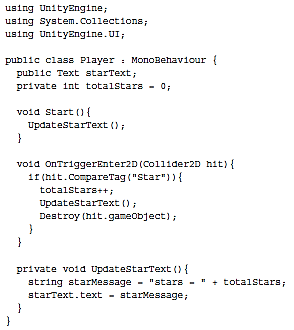 using UnityEngine;
using System.Collections;
using UnityEngine.UI;

public class Player : MonoBehaviour {
  public Text starText;
  private int totalStars = 0;

  void Start(){
    UpdateStarText();
  }

  void OnTriggerEnter2D(Collider2D hit){
    if(hit.CompareTag("Star")){
      totalStars++;
      UpdateStarText();
      Destroy(hit.gameObject);
    }
  }

  private void UpdateStarText(){
    string starMessage = "stars = " + totalStars;
    starText.text = starMessage;
  }
}